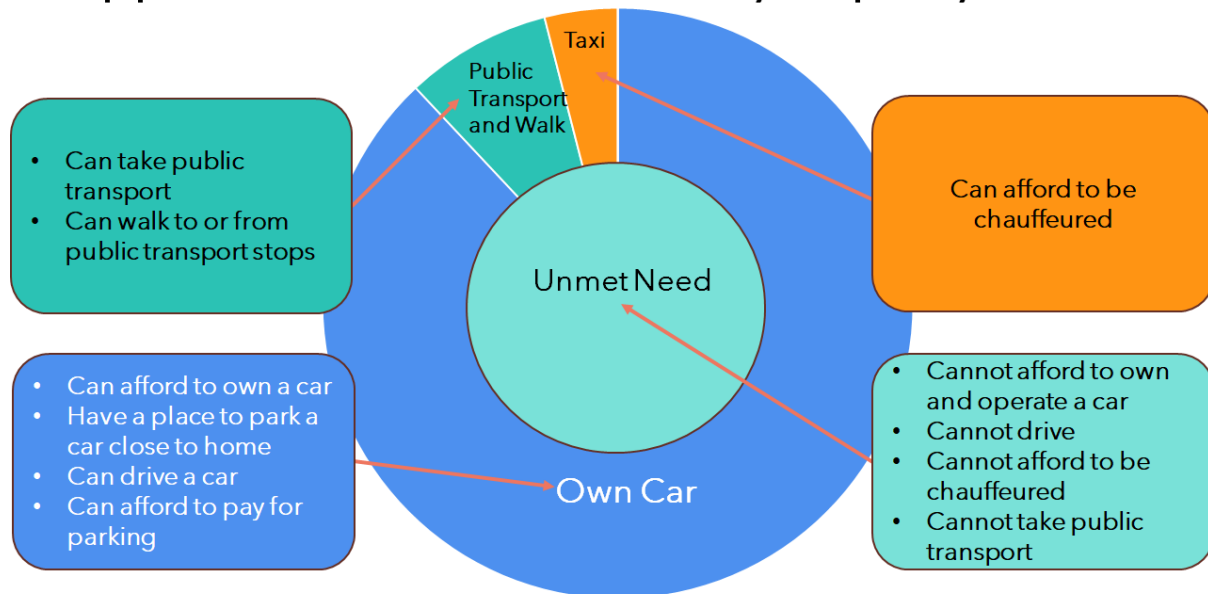 Taxi
Public
Transport
and Walk
• Can take public
transport
• Can walk to or from
public transport stops
Can afford to be
chauffeured
Unmet Need
• Can afford to own a car
• Have a place to park a
car close to home
• Can drive a car
• Can afford to pay for
parking
Own Car
• Cannot afford to own
and operate a car
• Cannot drive
• Cannot afford to be
chauffeured
• Cannot take public
transport